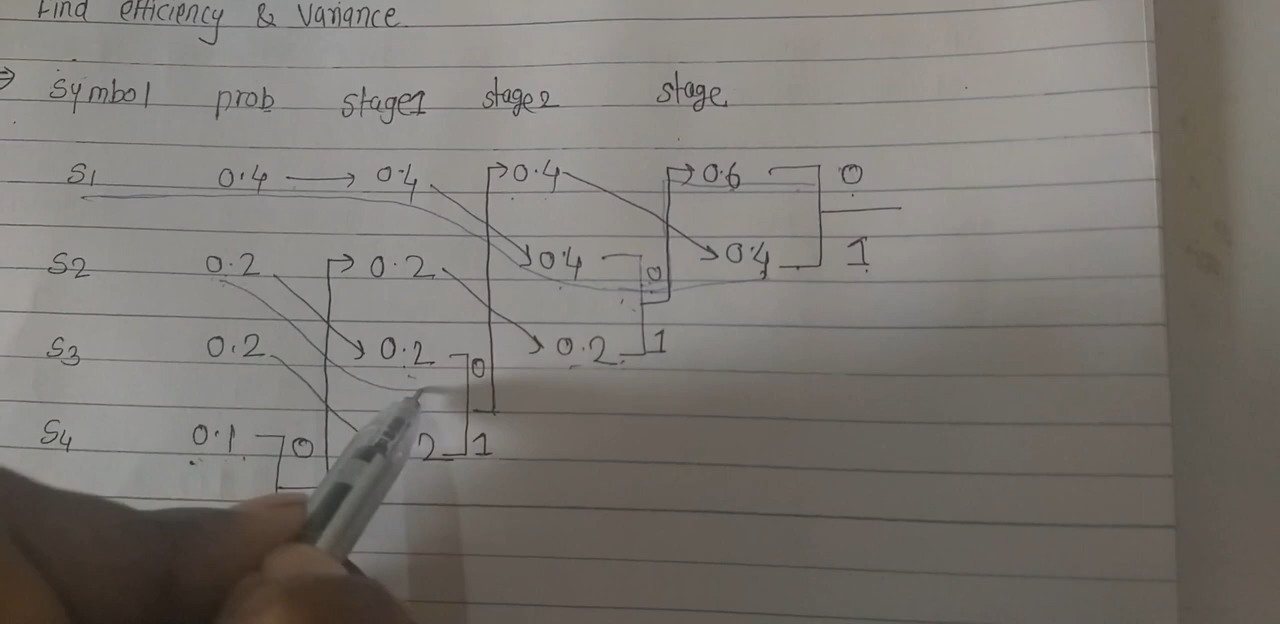 Find efficiency & Variance
⇒ Symbol prob stage1 stage2 stage
S1 0.4 0.4 0.4 0.6 0
S2 0.2 0.2 0.4 0 0.4 1
S3 0.2 0.2 0 0.2 1
S4 0.1 0 2 1